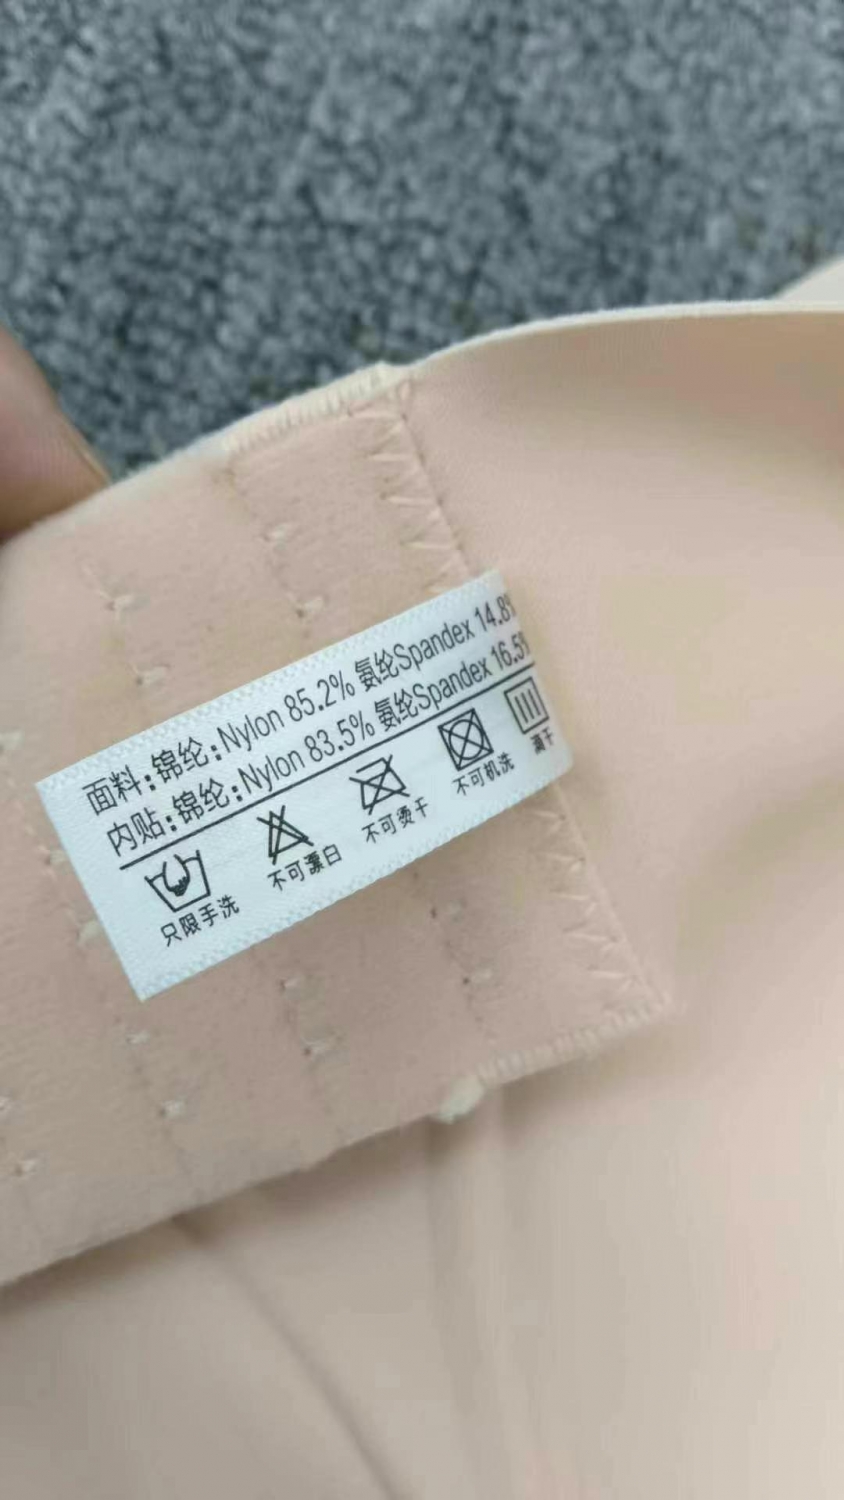 面料:锦纶:Nylon 85.2% 氨纶Spandex 14.8%
内贴:锦纶:Nylon 83.5% 氨纶Spandex 16.5%
只限手洗 不可漂白 不可烫干 不可机洗 滴干